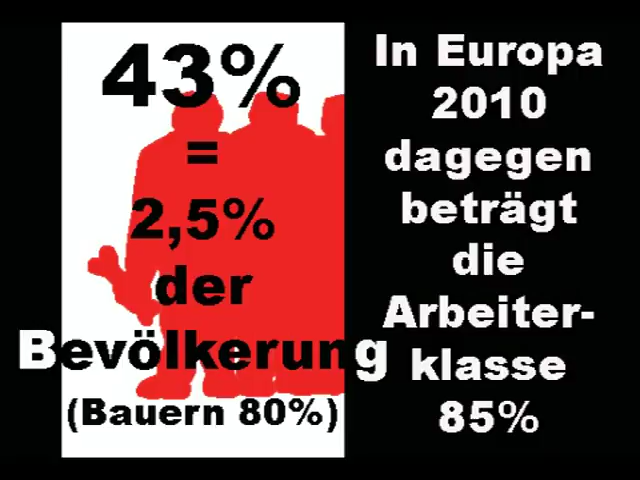 43%
=
2,5%
der
Bevölkerung
(Bauern 80%)
In Europa
2010
dagegen
beträgt
die
Arbeiter-
klasse
85%